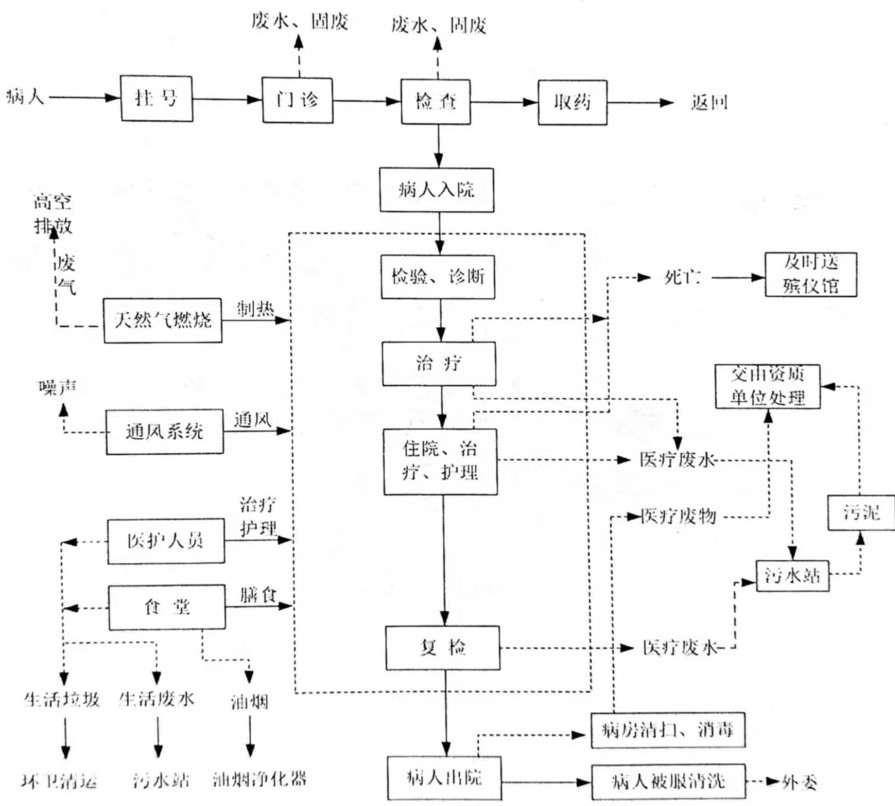 废水、固废
废水、固废
病人
挂号
门诊
检查
取药
返回
病人入院
高空
排放
废
气
检验、诊断
死亡
及时送
殡仪馆
天然气燃烧
制热
治疗
噪声
交由资质
单位处理
通风系统
通风
住院、治
疗、护理
医疗废水
医疗废物
污泥
治疗
护理
医护人员
污水站
食堂
膳食
复检
医疗废水
生活垃圾
生活废水
油烟
病房清扫、消毒
环卫清运
污水站
油烟净化器
病人出院
病人被服清洗
外委